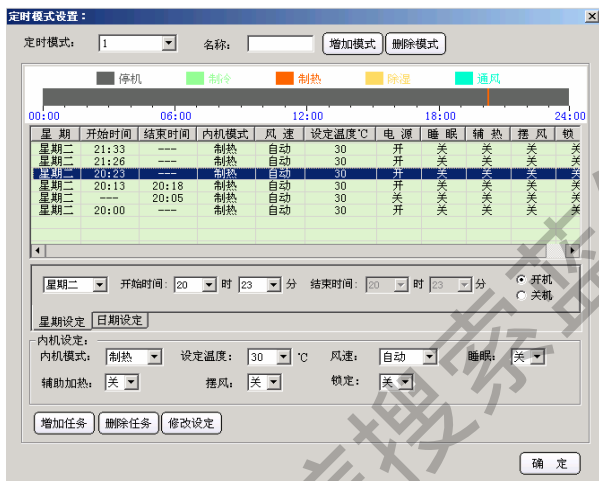 定时模式设置：
定时模式： 1 名称： 增加模式 删除模式
停机 制冷 制热 除湿 通风
00:00 06:00 12:00 18:00 24:00
星 期 开始时间 结束时间 内机模式 风 速 设定温度℃ 电 源 睡 眠 辅 热 摆 风 锁
星期二 21:33 --- 制热 自动 30 开 关 关 关 关
星期二 21:26 --- 制热 自动 30 开 关 关 关 关
星期二 20:23 --- 制热 自动 30 开 关 关 关 关
星期二 20:13 20:18 制热 自动 30 开 关 关 关 关
星期二 --- 20:05 制热 自动 30 关 关 关 关 关
星期二 20:00 --- 制热 自动 30 开 关 关 关 关
星期二 开始时间： 20 时 23 分 结束时间： 20 时 23 分 开机
关机
星期设定 日期设定
内机设定：
内机模式： 制热 设定温度： 30 ℃ 风速： 自动 睡眠： 关
辅助加热： 关 摆风： 关 锁定： 关
增加任务 删除任务 修改设定
确 定
搜索蓝